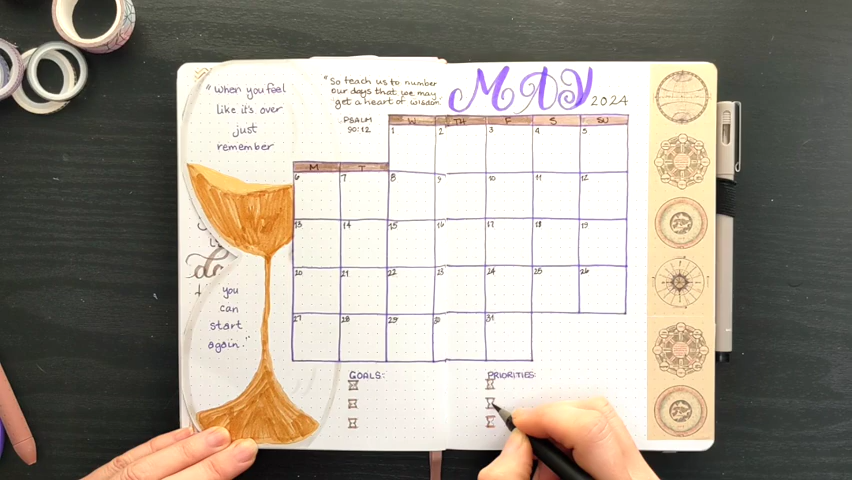 "When you feel
like it's over
just
remember
you
can
start
again."
"So teach us to number
our days that we may
get a heart of wisdom."
PSALM
90:12
MAY
2024
W TH F S SU
1 2 3 4 5
M T
6 7 8 9 10 11 12
13 14 15 16 17 18 19
20 21 22 23 24 25 26
27 28 29 30 31
GOALS:
PRIORITIES: